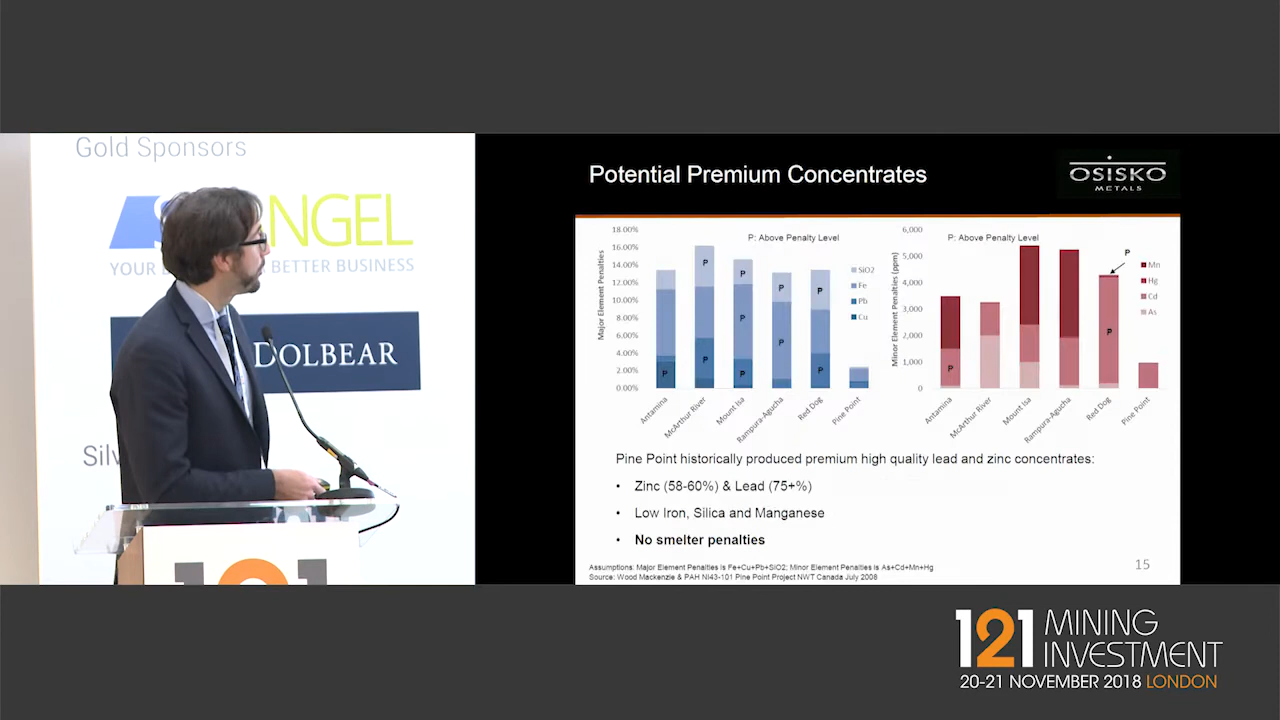 Gold Sponsors
NGEL
YOUR
BETTER BUSINESS
DOLBEAR
Silv
121
Potential Premium Concentrates
OSISKO
METALS
P: Above Penalty Level
18.00%
16.00%
14.00%
12.00%
10.00%
8.00%
6.00%
4.00%
2.00%
0.00%
Major Element Penalties
P
P
P
P
P
P
P
P
P
P
SiO2
Fe
Pb
Cu
Antamina
McArthur River
Mount Isa
Rampura-Agucha
Red Dog
Pine Point
P: Above Penalty Level
6,000
5,000
4,000
3,000
2,000
1,000
0
Minor Element Penalties (ppm)
P
P
P
Mn
Hg
Cd
As
Antamina
McArthur River
Mount Isa
Rampura-Agucha
Red Dog
Pine Point
Pine Point historically produced premium high quality lead and zinc concentrates:
• Zinc (58-60%) & Lead (75+%)
• Low Iron, Silica and Manganese
• No smelter penalties
Assumptions: Major Element Penalties is Fe+Cu+Pb+SiO2; Minor Element Penalties is As+Cd+Mn+Hg
Source: Wood Mackenzie & PAH NI43-101 Pine Point Project NWT Canada July 2008
15
121 MINING
INVESTMENT
20-21 NOVEMBER 2018 LONDON